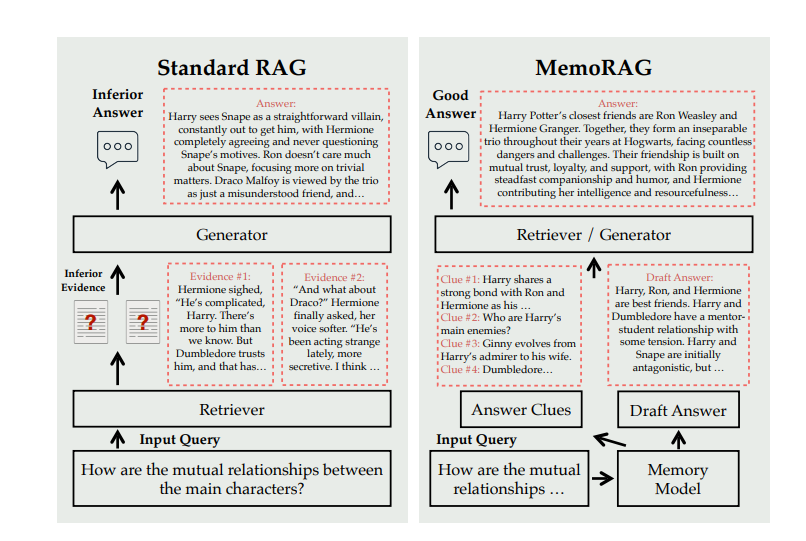 Standard RAG
Inferior
Answer
Answer:
Harry sees Snape as a straightforward villain,
constantly out to get him, with Hermione
completely agreeing and never questioning
Snape's motives. Ron doesn't care much
about Snape, focusing more on trivial
matters. Draco Malfoy is viewed by the trio
as just a misunderstood friend, and…
Generator
Inferior
Evidence
?
?
Evidence #1:
Hermione sighed,
“He's complicated,
Harry. There's
more to him than
we know. But
Dumbledore trusts
him, and that has…
Evidence #2:
“And what about
Draco?” Hermione
finally asked, her
voice softer. “He's
been acting strange
lately, more
secretive. I think …
Retriever
Input Query
How are the mutual relationships between
the main characters?
MemoRAG
Good
Answer
Answer:
Harry Potter's closest friends are Ron Weasley and
Hermione Granger. Together, they form an inseparable
trio throughout their years at Hogwarts, facing countless
dangers and challenges. Their friendship is built on
mutual trust, loyalty, and support, with Ron providing
steadfast companionship and humor, and Hermione
contributing her intelligence and resourcefulness…
Retriever / Generator
Clue #1: Harry shares a
strong bond with Ron and
Hermione as his …
Clue #2: Who are Harry's
main enemies?
Clue #3: Ginny evolves from
Harry's admirer to his wife.
Clue #4: Dumbledore…
Draft Answer:
Harry, Ron, and Hermione
are best friends. Harry and
Dumbledore have a mentor-
student relationship with
some tension. Harry and
Snape are initially
antagonistic, but …
Answer Clues
Draft Answer
Input Query
How are the mutual
relationships …
Memory
Model